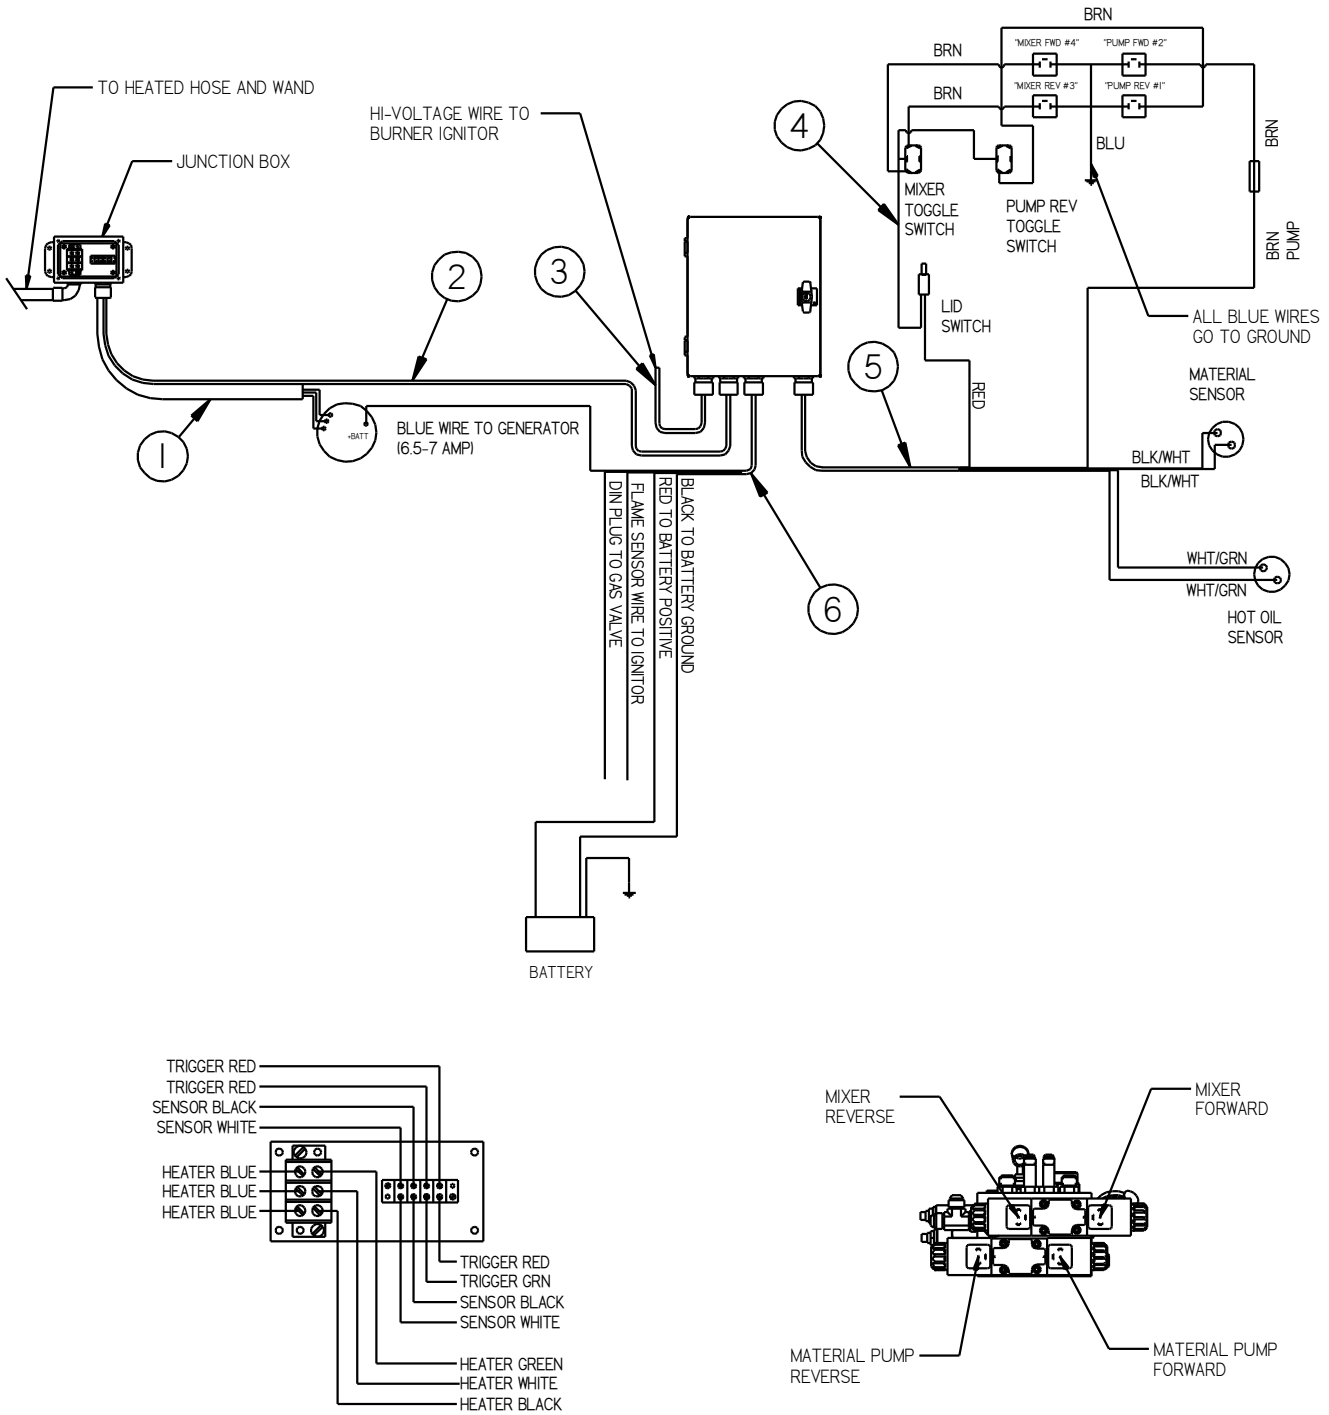 BRN
BRN
"MIXER FWD #4"
"PUMP FWD #2"
TO HEATED HOSE AND WAND
BRN
"MIXER REV #3"
"PUMP REV #1"
HI-VOLTAGE WIRE TO
BURNER IGNITOR
4
BLU
BRN
JUNCTION BOX
MIXER
TOGGLE
SWITCH
PUMP REV
TOGGLE
SWITCH
BRN
PUMP
2
3
LID
SWITCH
ALL BLUE WIRES
GO TO GROUND
5
RED
MATERIAL
SENSOR
1
+BATT
BLUE WIRE TO GENERATOR
(6.5-7 AMP)
BLK/WHT
BLK/WHT
DIN PLUG TO GAS VALVE
FLAME SENSOR WIRE TO IGNITOR
RED TO BATTERY POSITIVE
BLACK TO BATTERY GROUND
6
WHT/GRN
WHT/GRN
HOT OIL
SENSOR
BATTERY
TRIGGER RED
TRIGGER RED
SENSOR BLACK
SENSOR WHITE
HEATER BLUE
HEATER BLUE
HEATER BLUE
TRIGGER RED
TRIGGER GRN
SENSOR BLACK
SENSOR WHITE
HEATER GREEN
HEATER WHITE
HEATER BLACK
MIXER
REVERSE
MIXER
FORWARD
MATERIAL PUMP
REVERSE
MATERIAL PUMP
FORWARD